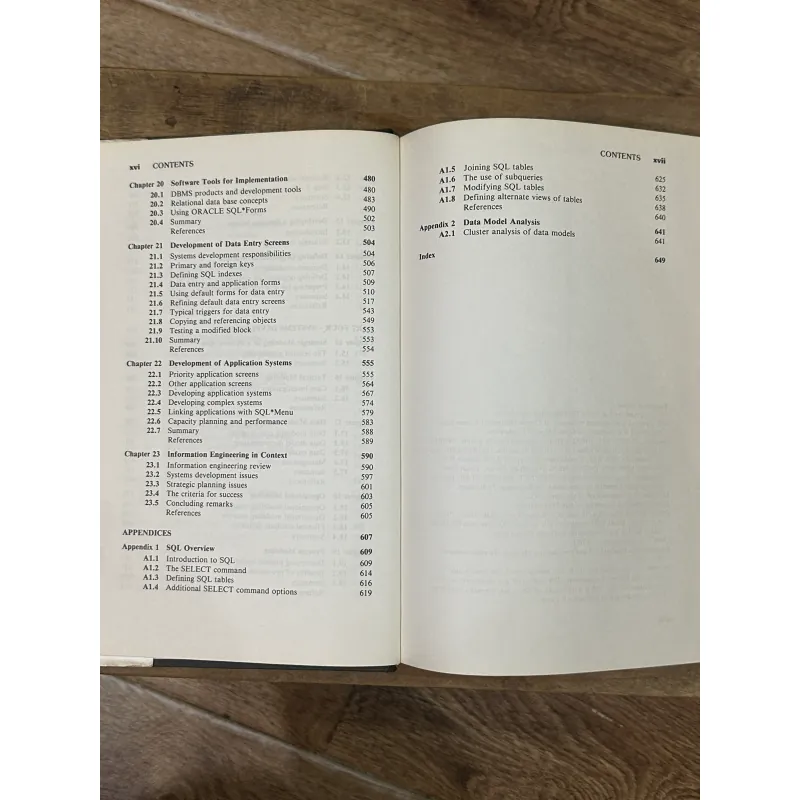 xvi CONTENTS
Chapter 20 Software Tools for Implementation 480
20.1 DBMS products and development tools 480
20.2 Relational data base concepts 483
20.3 Using ORACLE SQL*Forms 490
20.4 Summary 502
References 503
Chapter 21 Development of Data Entry Screens 504
21.1 Systems development responsibilities 504
21.2 Primary and foreign keys 506
21.3 Defining SQL indexes 507
21.4 Data entry and application forms 509
21.5 Using default forms for data entry 510
21.6 Refining default data entry screens 517
21.7 Typical triggers for data entry 543
21.8 Copying and referencing objects 549
21.9 Testing a modified block 553
21.10 Summary 553
References 554
Chapter 22 Development of Application Systems 555
22.1 Priority application screens 555
22.2 Other application screens 564
22.3 Developing application systems 567
22.4 Developing complex systems 574
22.5 Linking applications with SQL*Menu 579
22.6 Capacity planning and performance 583
22.7 Summary 588
References 589
Chapter 23 Information Engineering in Context 590
23.1 Information engineering review 590
23.2 Systems development issues 597
23.3 Strategic planning issues 601
23.4 The criteria for success 603
23.5 Concluding remarks 605
References 605
APPENDICES 607
Appendix 1 SQL Overview 609
A1.1 Introduction to SQL 609
A1.2 The SELECT command 614
A1.3 Defining SQL tables 616
A1.4 Additional SELECT command options 619
CONTENTS xvii
A1.5 Joining SQL tables 625
A1.6 The use of subqueries 632
A1.7 Modifying SQL tables 635
A1.8 Defining alternate views of tables 638
References 640
Appendix 2 Data Model Analysis 641
A2.1 Cluster analysis of data models 641
Index 649